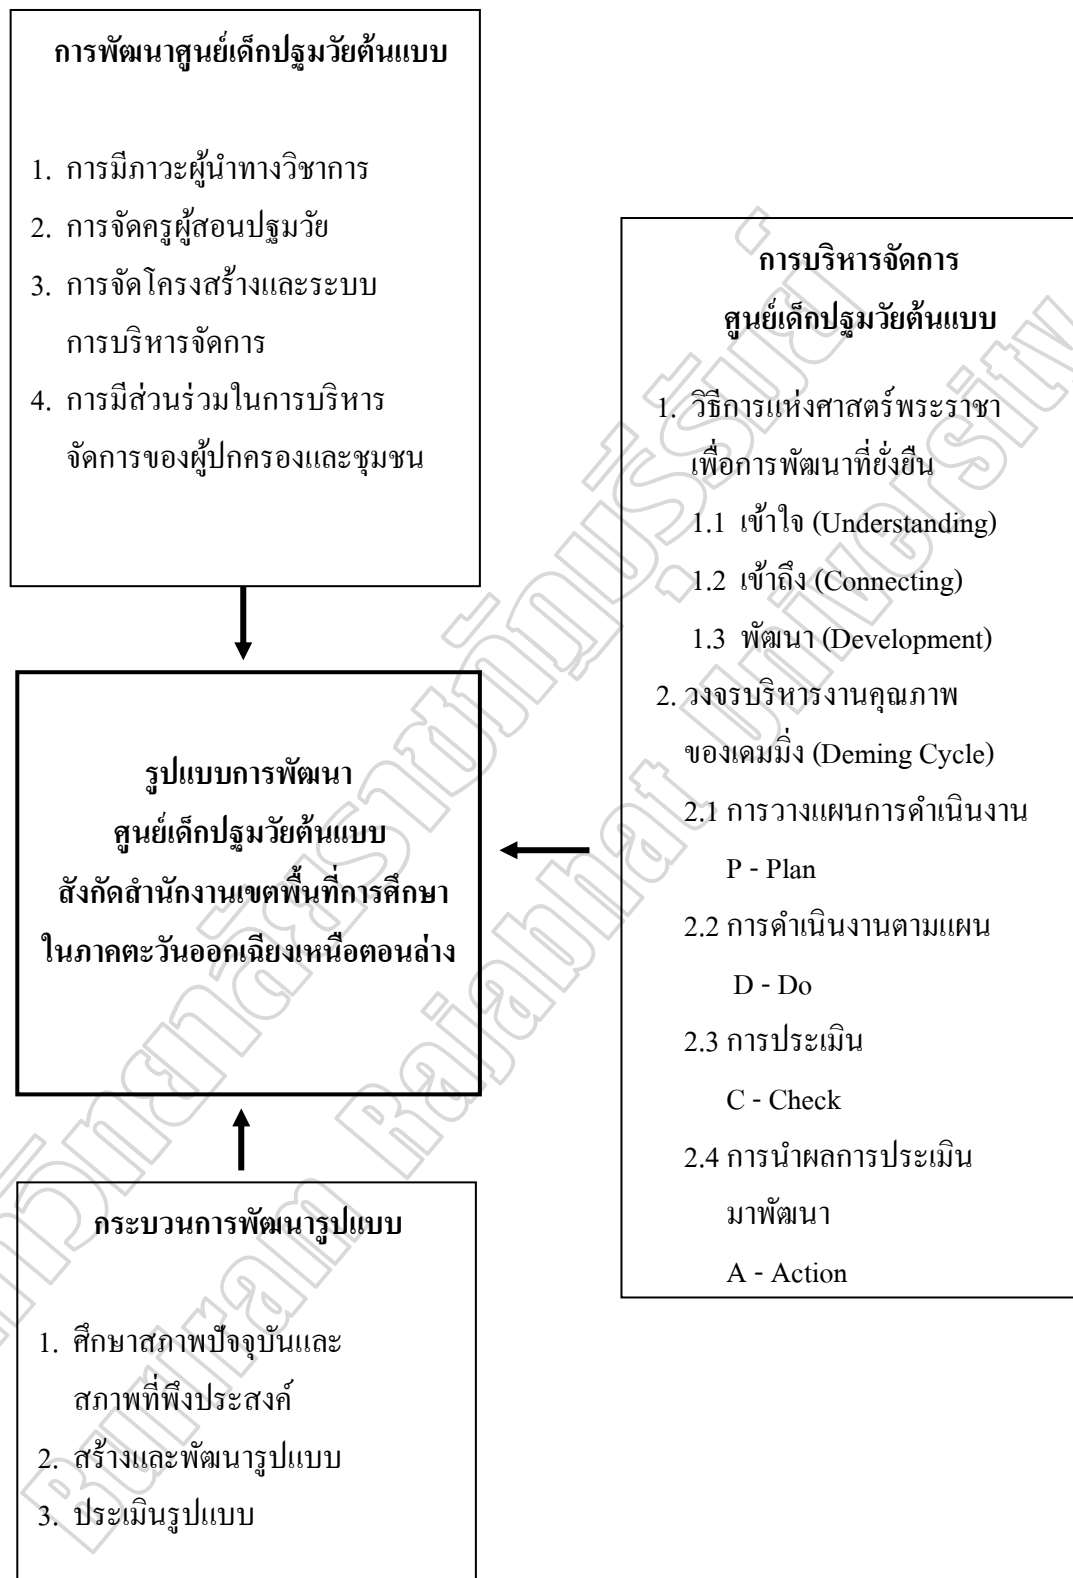 การพัฒนาศูนย์เด็กปฐมวัยต้นแบบ
1. การมีภาวะผู้นำทางวิชาการ
2. การจัดครูผู้สอนปฐมวัย
3. การจัดโครงสร้างและระบบ
การบริหารจัดการ
4. การมีส่วนร่วมในการบริหาร
จัดการของผู้ปกครองและชุมชน
รูปแบบการพัฒนา
ศูนย์เด็กปฐมวัยต้นแบบ
สังกัดสำนักงานเขตพื้นที่การศึกษา
ในภาคตะวันออกเฉียงเหนือตอนล่าง
กระบวนการพัฒนารูปแบบ
1. ศึกษาสภาพปัจจุบันและ
สภาพที่พึงประสงค์
2. สร้างและพัฒนารูปแบบ
3. ประเมินรูปแบบ
การบริหารจัดการ
ศูนย์เด็กปฐมวัยต้นแบบ
1. วิธีการแห่งศาสตร์พระราชา
เพื่อการพัฒนาที่ยั่งยืน
1.1 เข้าใจ (Understanding)
1.2 เข้าถึง (Connecting)
1.3 พัฒนา (Development)
2. วงจรบริหารงานคุณภาพ
ของเดมมิ่ง (Deming Cycle)
2.1 การวางแผนการดำเนินงาน
P - Plan
2.2 การดำเนินงานตามแผน
D - Do
2.3 การประเมิน
C - Check
2.4 การนำผลการประเมิน
มาพัฒนา
A - Action
Buriram Rajabhat University